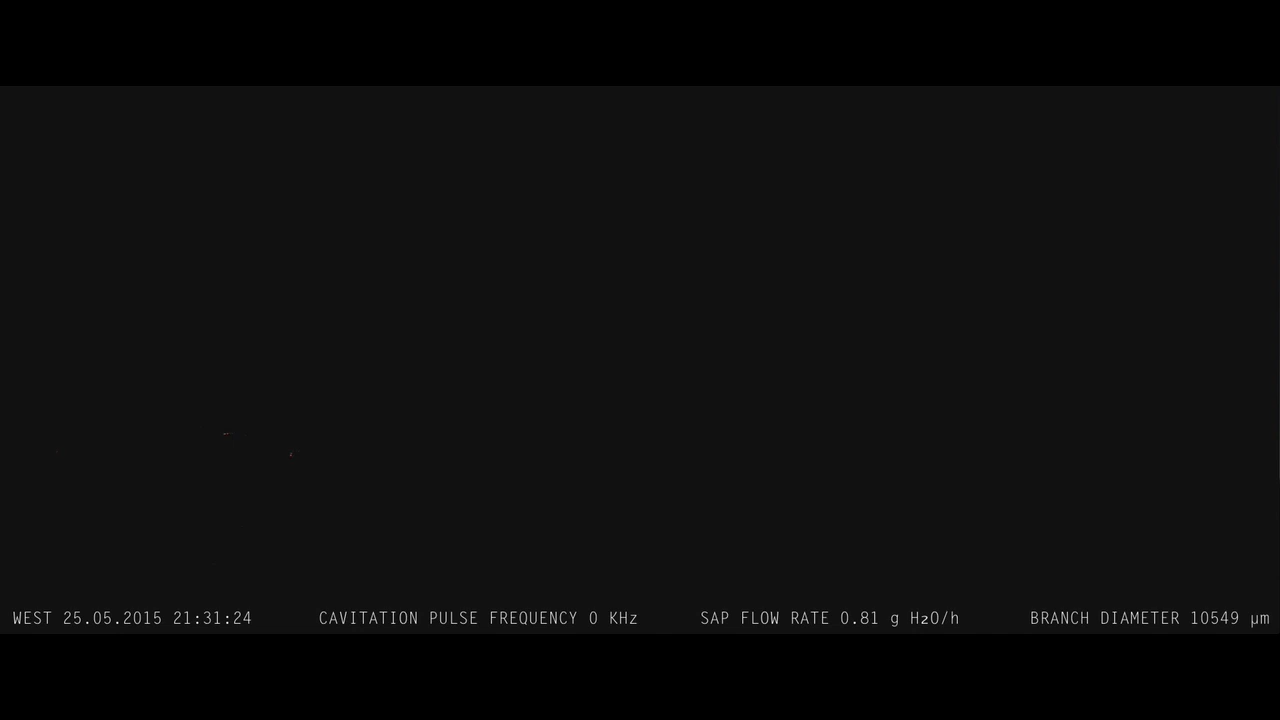 WEST 25.05.2015 21:31:24 CAVITATION PULSE FREQUENCY 0 KHz SAP FLOW RATE 0.81 g H₂O/h BRANCH DIAMETER 10549 µm